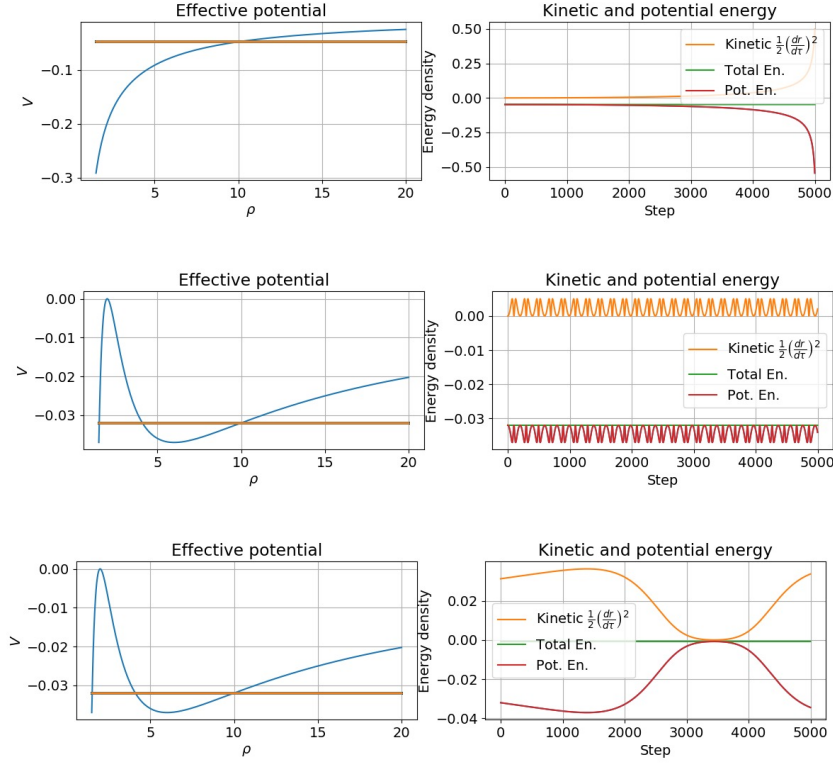 Effective potential
V
−0.1
−0.2
−0.3
5 10 15 20
ρ
Kinetic and potential energy
Energy density
0.50
0.25
0.00
−0.25
−0.50
Kinetic ½(dr/dτ)²
Total En.
Pot. En.
0 1000 2000 3000 4000 5000
Step
Effective potential
V
0.00
−0.01
−0.02
−0.03
5 10 15 20
ρ
Kinetic and potential energy
Energy density
0.00
−0.01
−0.02
−0.03
Kinetic ½(dr/dτ)²
Total En.
Pot. En.
0 1000 2000 3000 4000 5000
Step
Effective potential
V
0.00
−0.01
−0.02
−0.03
5 10 15 20
ρ
Kinetic and potential energy
Energy density
0.02
0.00
−0.02
−0.04
Kinetic ½(dr/dτ)²
Total En.
Pot. En.
0 1000 2000 3000 4000 5000
Step